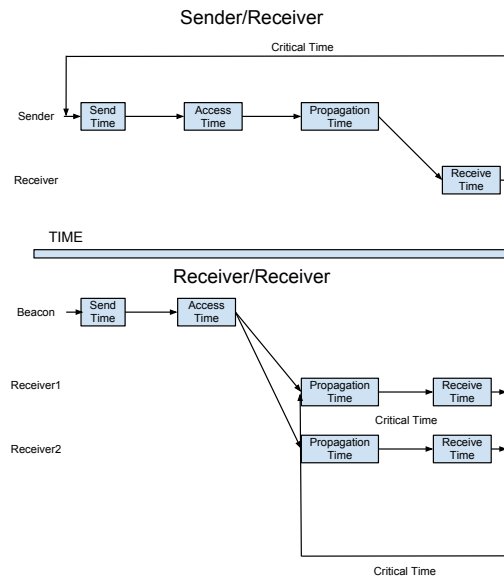 Sender/Receiver
Critical Time
Sender
Send
Time
Access
Time
Propagation
Time
Receiver
Receive
Time
TIME
Receiver/Receiver
Beacon
Send
Time
Access
Time
Receiver1
Propagation
Time
Receive
Time
Critical Time
Receiver2
Propagation
Time
Receive
Time
Critical Time